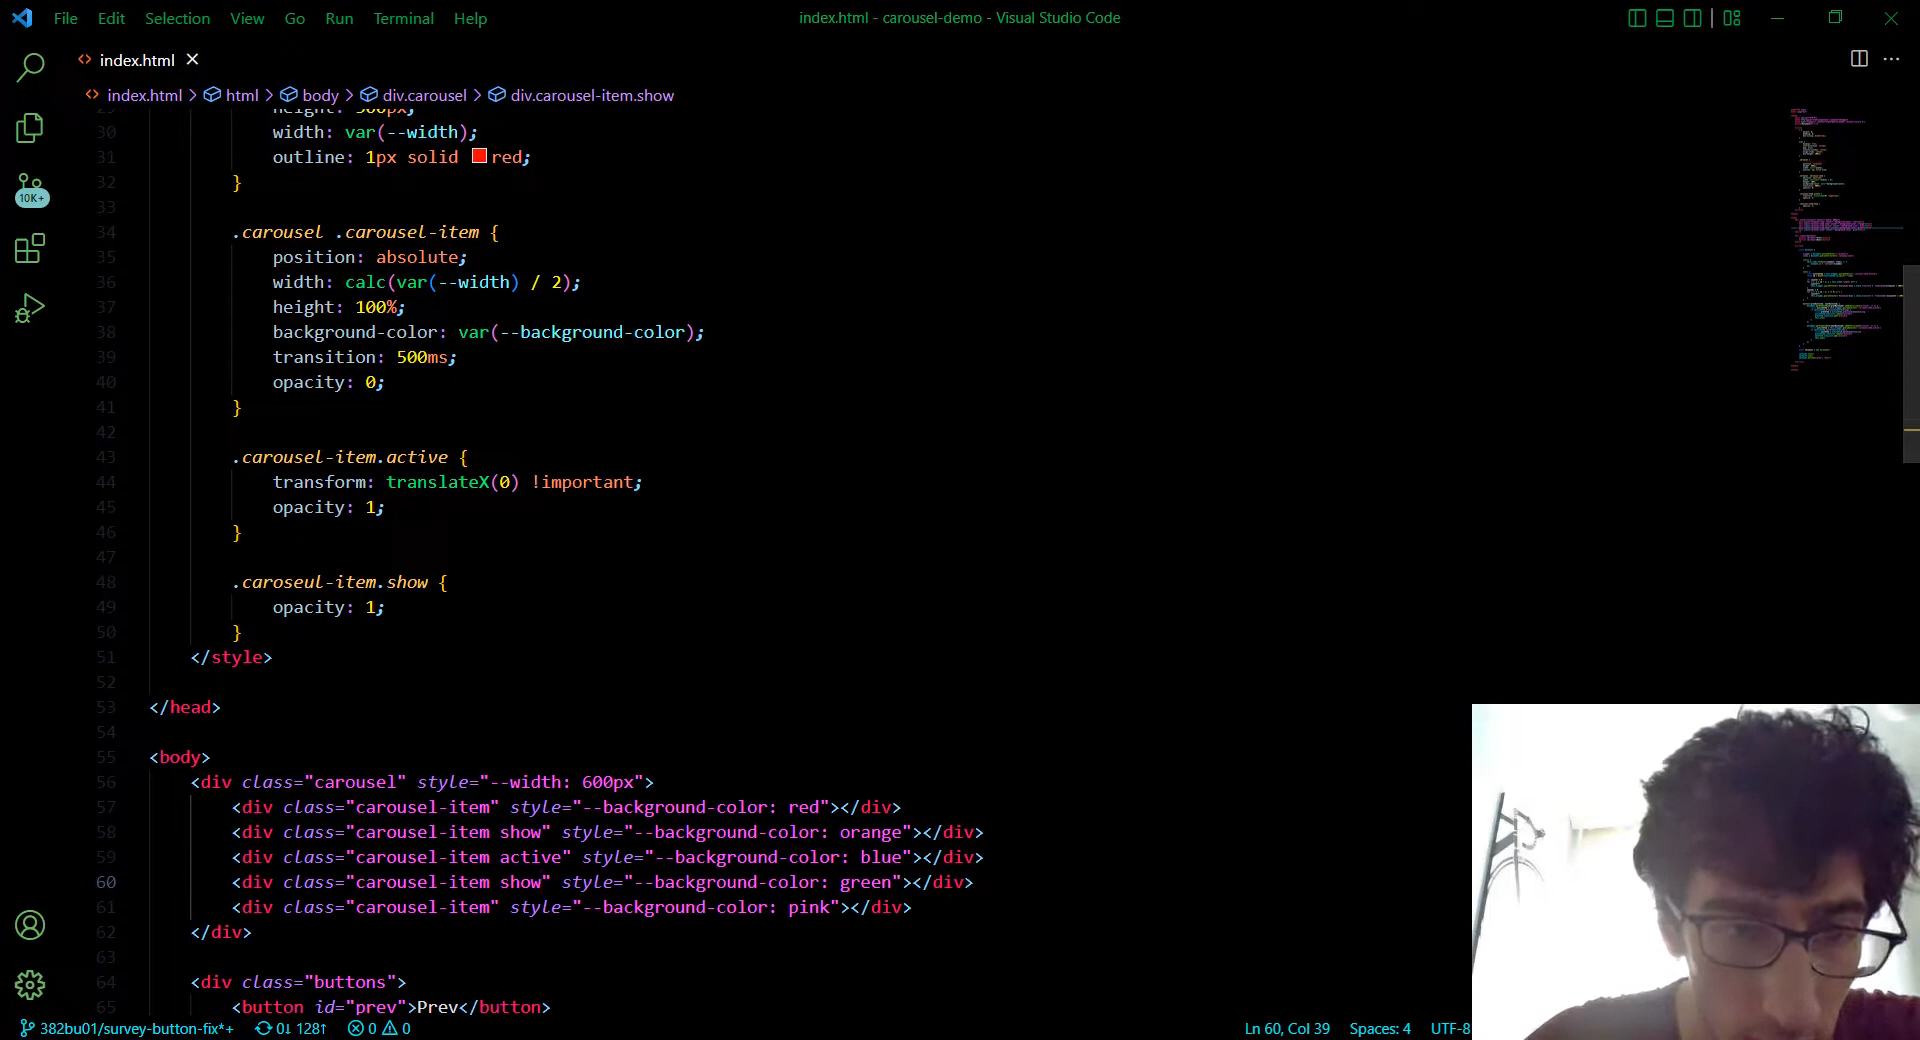 File Edit Selection View Go Run Terminal Help
index.html - carousel-demo - Visual Studio Code
index.html
index.html > html > body > div.carousel > div.carousel-item.show
10K+
30 width: var(--width);
31 outline: 1px solid red;
32 }
33
34 .carousel .carousel-item {
35 position: absolute;
36 width: calc(var(--width) / 2);
37 height: 100%;
38 background-color: var(--background-color);
39 transition: 500ms;
40 opacity: 0;
41 }
42
43 .carousel-item.active {
44 transform: translateX(0) !important;
45 opacity: 1;
46 }
47
48 .caroseul-item.show {
49 opacity: 1;
50 }
51 </style>
52
53 </head>
54
55 <body>
56 <div class="carousel" style="--width: 600px">
57 <div class="carousel-item" style="--background-color: red"></div>
58 <div class="carousel-item show" style="--background-color: orange"></div>
59 <div class="carousel-item active" style="--background-color: blue"></div>
60 <div class="carousel-item show" style="--background-color: green"></div>
61 <div class="carousel-item" style="--background-color: pink"></div>
62 </div>
63
64 <div class="buttons">
65 <button id="prev">Prev</button>
382bu01/survey-button-fix*+ 0↓ 128↑ 0 0
Ln 60, Col 39 Spaces: 4 UTF-8